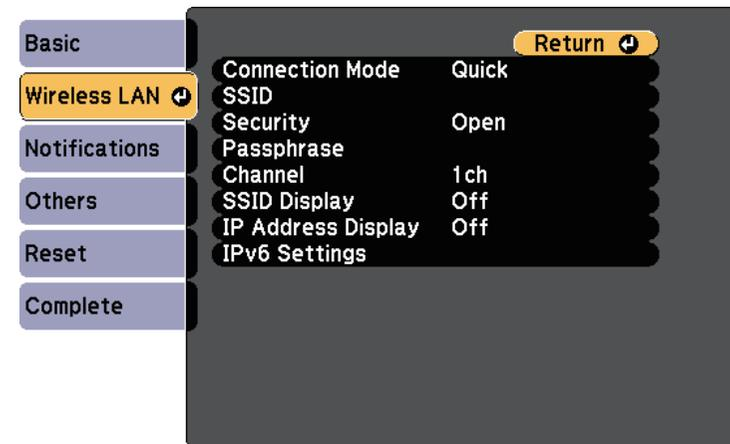 Basic
Wireless LAN
Notifications
Others
Reset
Complete
Return
Connection Mode Quick
SSID
Security Open
Passphrase
Channel 1ch
SSID Display Off
IP Address Display Off
IPv6 Settings